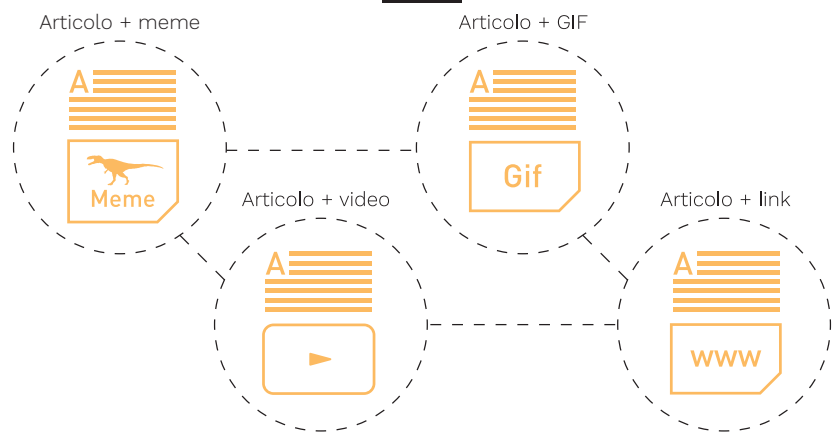 Articolo + meme
Articolo + GIF
A
A
Meme
Gif
Articolo + video
Articolo + link
A
A
www